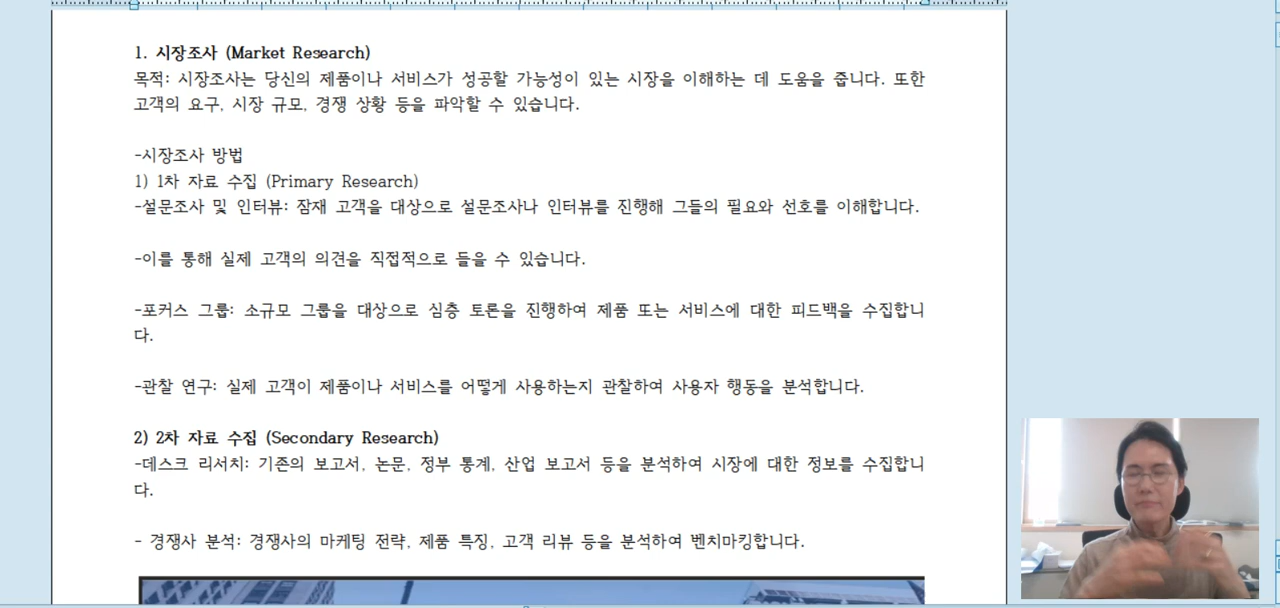 1. 시장조사 (Market Research)
목적: 시장조사는 당신의 제품이나 서비스가 성공할 가능성이 있는 시장을 이해하는 데 도움을 줍니다. 또한
고객의 요구, 시장 규모, 경쟁 상황 등을 파악할 수 있습니다.
-시장조사 방법
1) 1차 자료 수집 (Primary Research)
-설문조사 및 인터뷰: 잠재 고객을 대상으로 설문조사나 인터뷰를 진행해 그들의 필요와 선호를 이해합니다.
-이를 통해 실제 고객의 의견을 직접적으로 들을 수 있습니다.
-포커스 그룹: 소규모 그룹을 대상으로 심층 토론을 진행하여 제품 또는 서비스에 대한 피드백을 수집합니
다.
-관찰 연구: 실제 고객이 제품이나 서비스를 어떻게 사용하는지 관찰하여 사용자 행동을 분석합니다.
2) 2차 자료 수집 (Secondary Research)
-데스크 리서치: 기존의 보고서, 논문, 정부 통계, 산업 보고서 등을 분석하여 시장에 대한 정보를 수집합니
다.
- 경쟁사 분석: 경쟁사의 마케팅 전략, 제품 특징, 고객 리뷰 등을 분석하여 벤치마킹합니다.